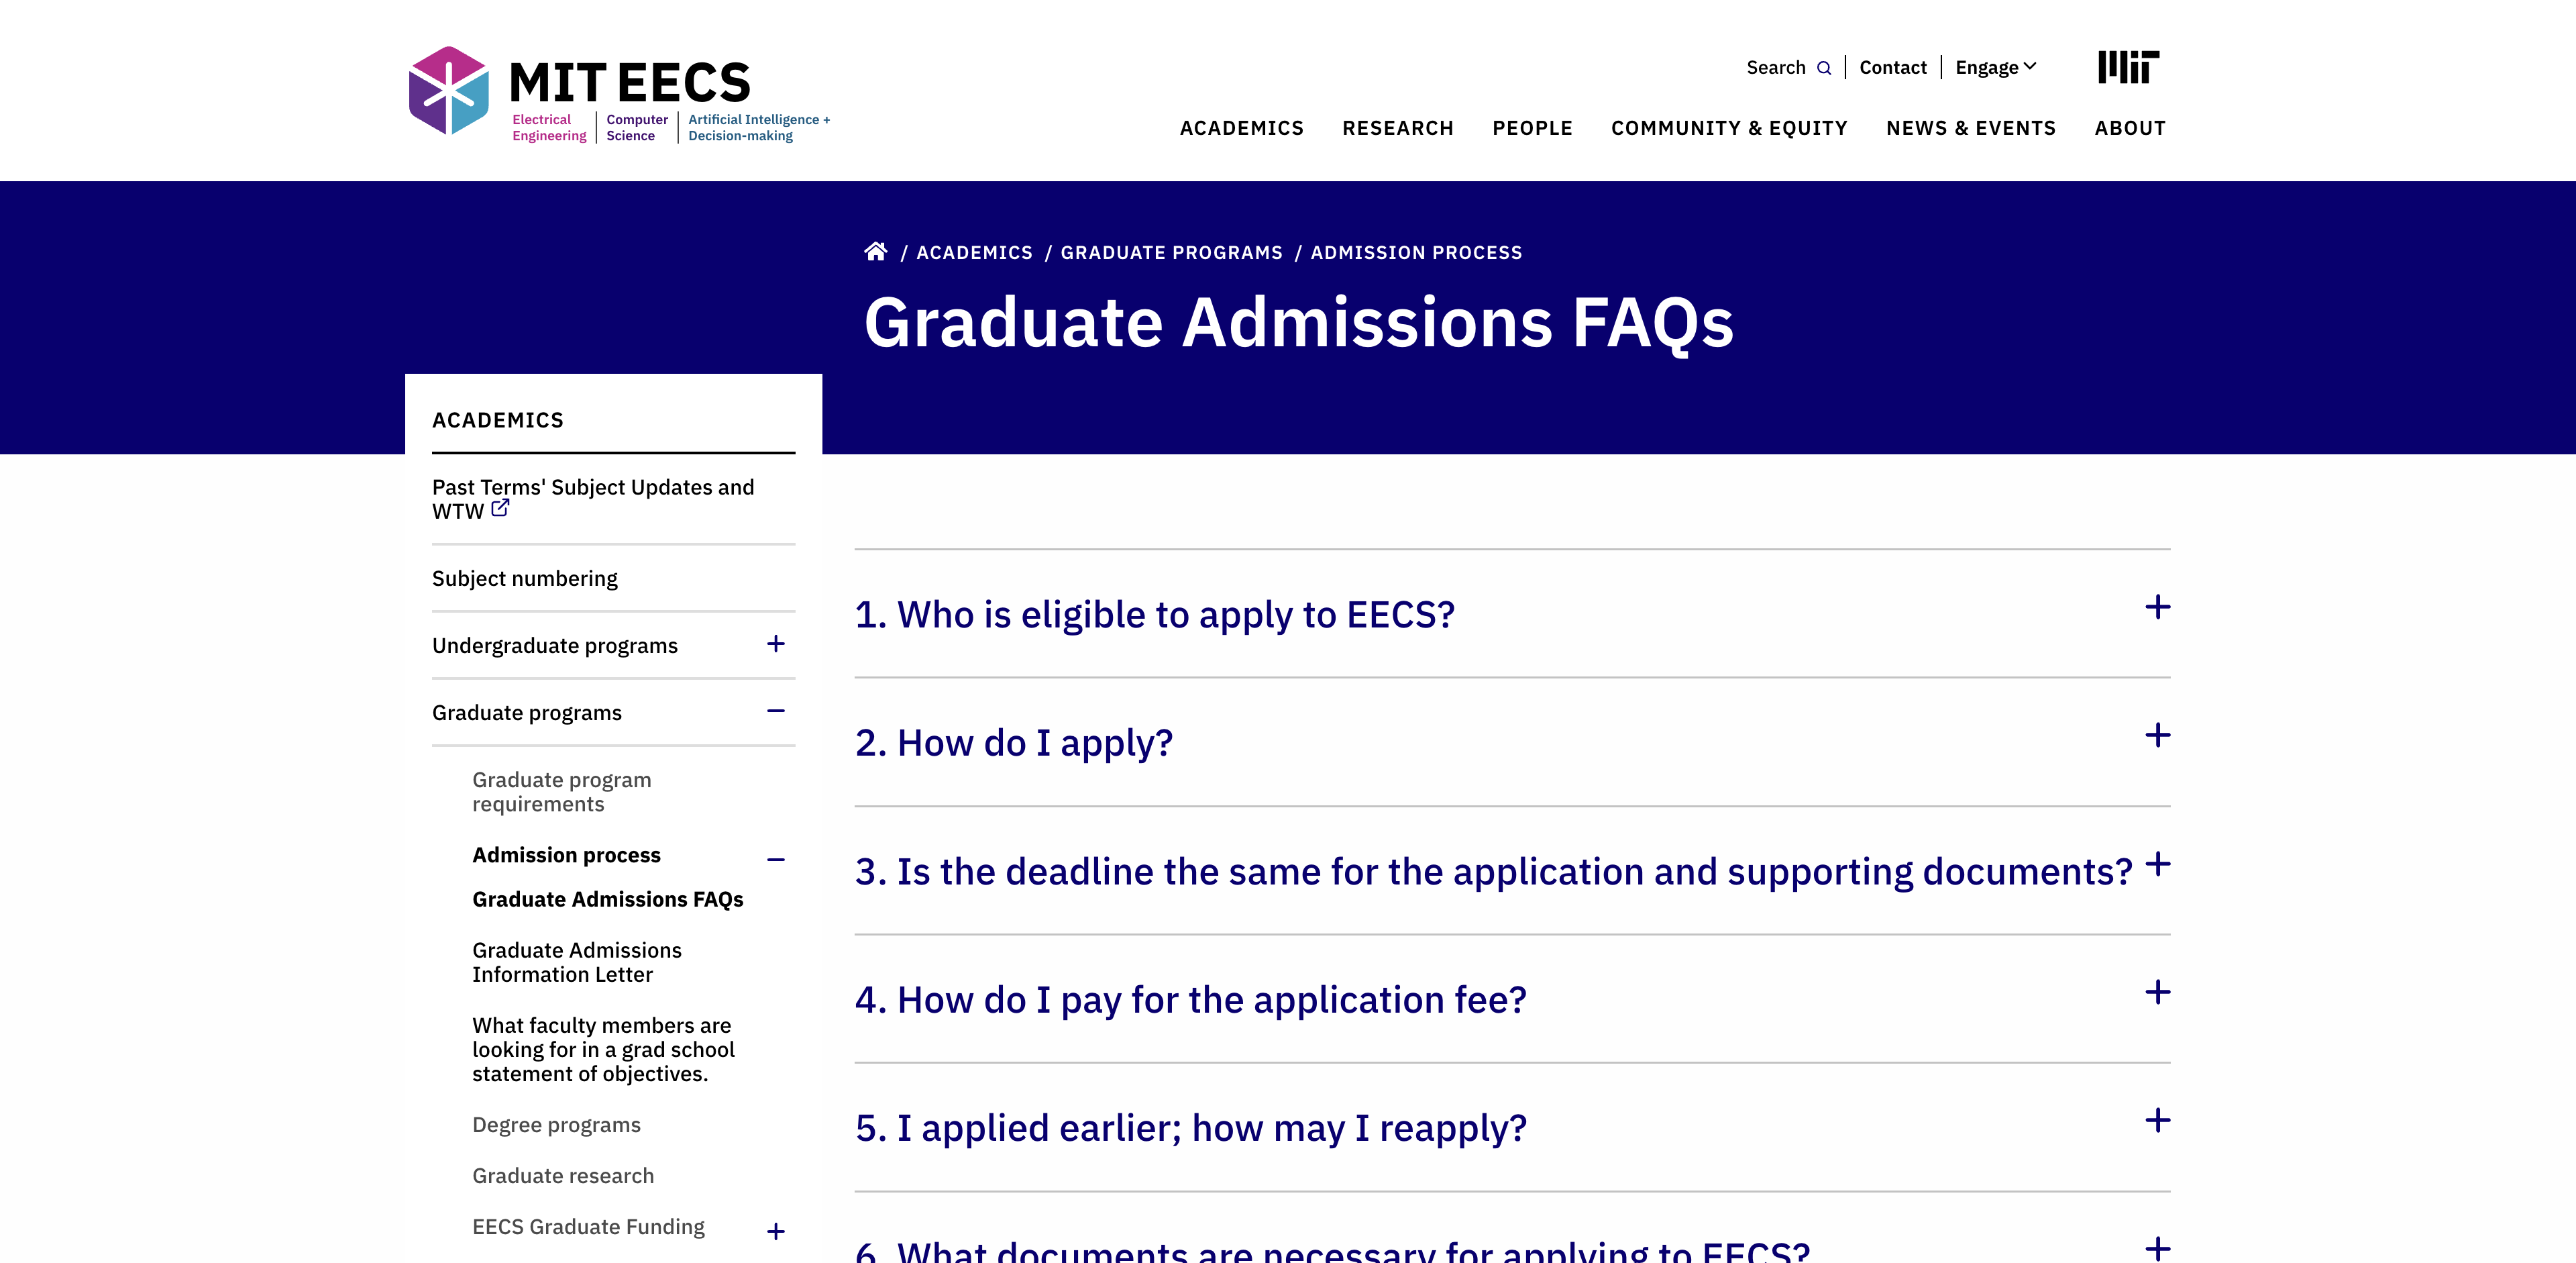 MIT EECS
Electrical Engineering
Computer Science
Artificial Intelligence + Decision-making
Search
Contact
Engage
MIT
ACADEMICS
RESEARCH
PEOPLE
COMMUNITY & EQUITY
NEWS & EVENTS
ABOUT
/ ACADEMICS / GRADUATE PROGRAMS / ADMISSION PROCESS
Graduate Admissions FAQs
ACADEMICS
Past Terms' Subject Updates and
WTW
Subject numbering
Undergraduate programs +
Graduate programs −
Graduate program
requirements
Admission process −
Graduate Admissions FAQs
Graduate Admissions
Information Letter
What faculty members are
looking for in a grad school
statement of objectives.
Degree programs
Graduate research
EECS Graduate Funding +
1. Who is eligible to apply to EECS? +
2. How do I apply? +
3. Is the deadline the same for the application and supporting documents? +
4. How do I pay for the application fee? +
5. I applied earlier; how may I reapply? +
6. What documents are necessary for applying to EECS? +